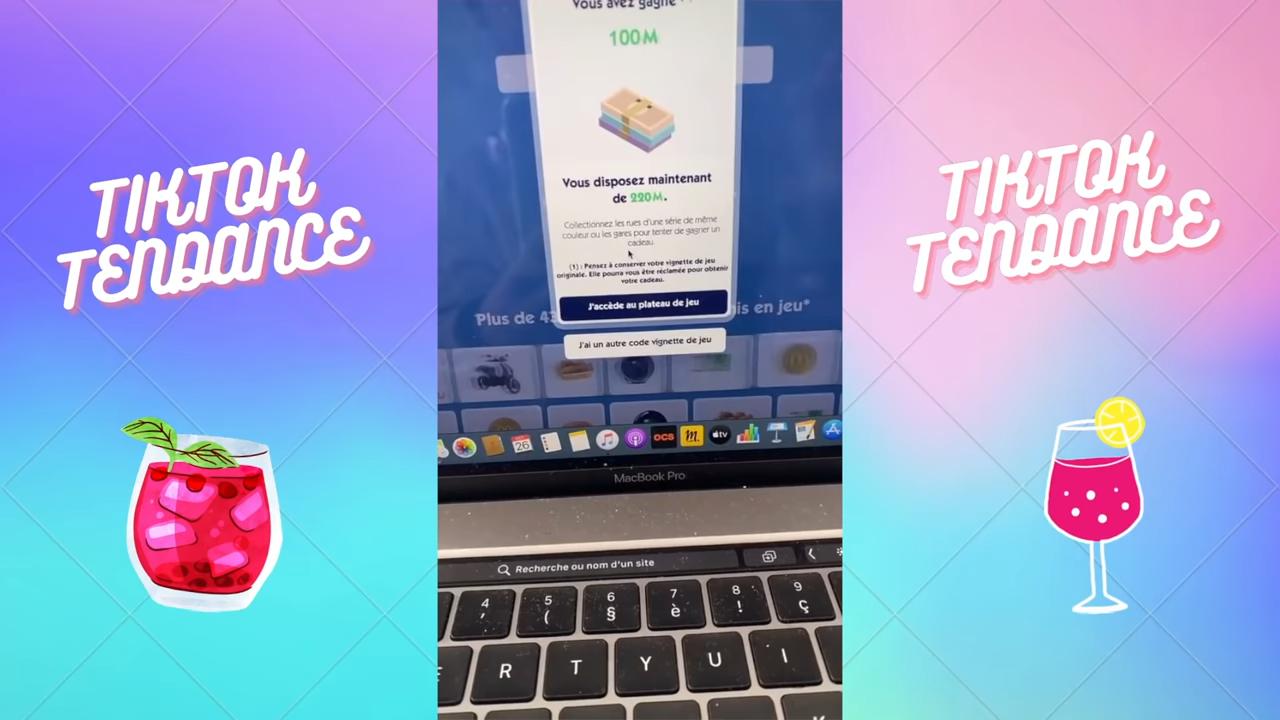 TIKTOK
TENDANCE
Vous avez gagné
100M
Vous disposez maintenant
de 220M.
Collectionnez les rues d'une série de même
couleur ou les gares pour tenter de gagner un
cadeau.
(1) : Pensez à conserver votre vignette de jeu
originale. Elle pourra vous être réclamée pour obtenir
votre cadeau.
J'accède au plateau de jeu
Plus de 43
is en jeu*
J'ai un autre code vignette de jeu
26
OCS
m
tv
MacBook Pro
Recherche ou nom d'un site
4 5 6 7 8 9
' ( § è ! ç
R T Y U I
TIKTOK
TENDANCE